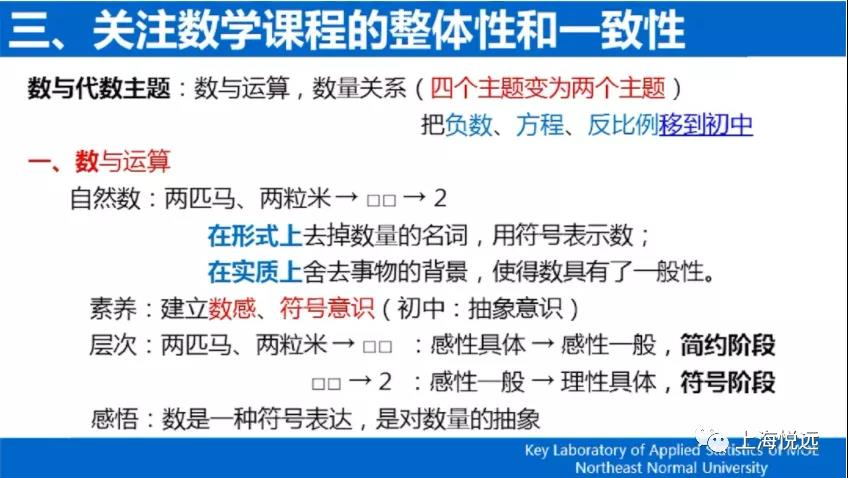 三、关注数学课程的整体性和一致性
数与代数主题：数与运算，数量关系（四个主题变为两个主题）
把负数、方程、反比例移到初中
一、数与运算
自然数：两匹马、两粒米→ □□ → 2
在形式上去掉数量的名词，用符号表示数；
在实质上舍去事物的背景，使得数具有了一般性。
素养：建立数感、符号意识（初中：抽象意识）
层次：两匹马、两粒米→ □□ ：感性具体 → 感性一般，简约阶段
□□ → 2 ：感性一般 → 理性具体，符号阶段
感悟：数是一种符号表达，是对数量的抽象
上海悦远
Key Laboratory of Applied Statistics of MOE
Northeast Normal University